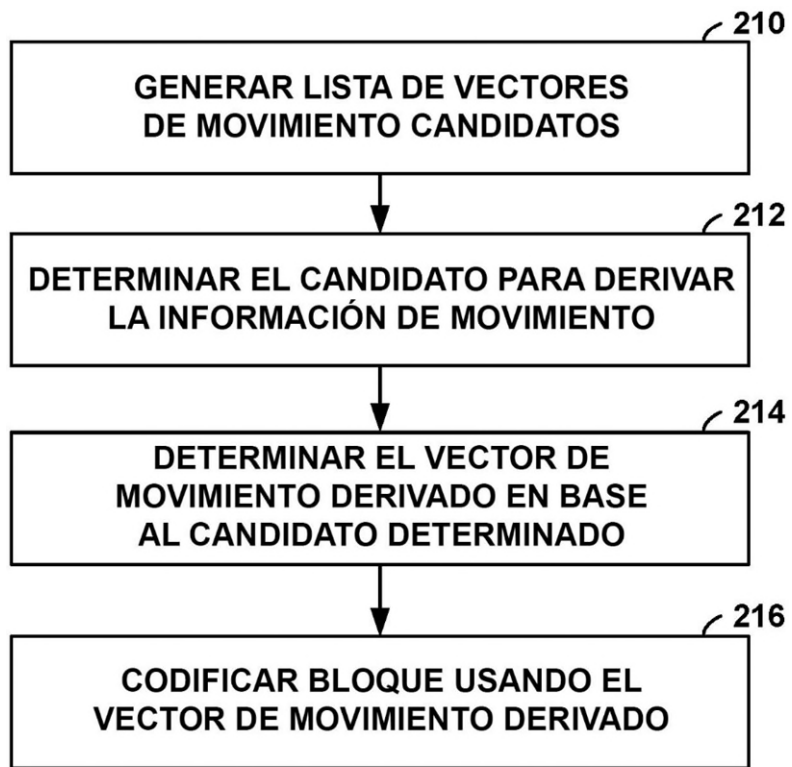 210
GENERAR LISTA DE VECTORES
DE MOVIMIENTO CANDIDATOS
212
DETERMINAR EL CANDIDATO PARA DERIVAR
LA INFORMACIÓN DE MOVIMIENTO
214
DETERMINAR EL VECTOR DE
MOVIMIENTO DERIVADO EN BASE
AL CANDIDATO DETERMINADO
216
CODIFICAR BLOQUE USANDO EL
VECTOR DE MOVIMIENTO DERIVADO